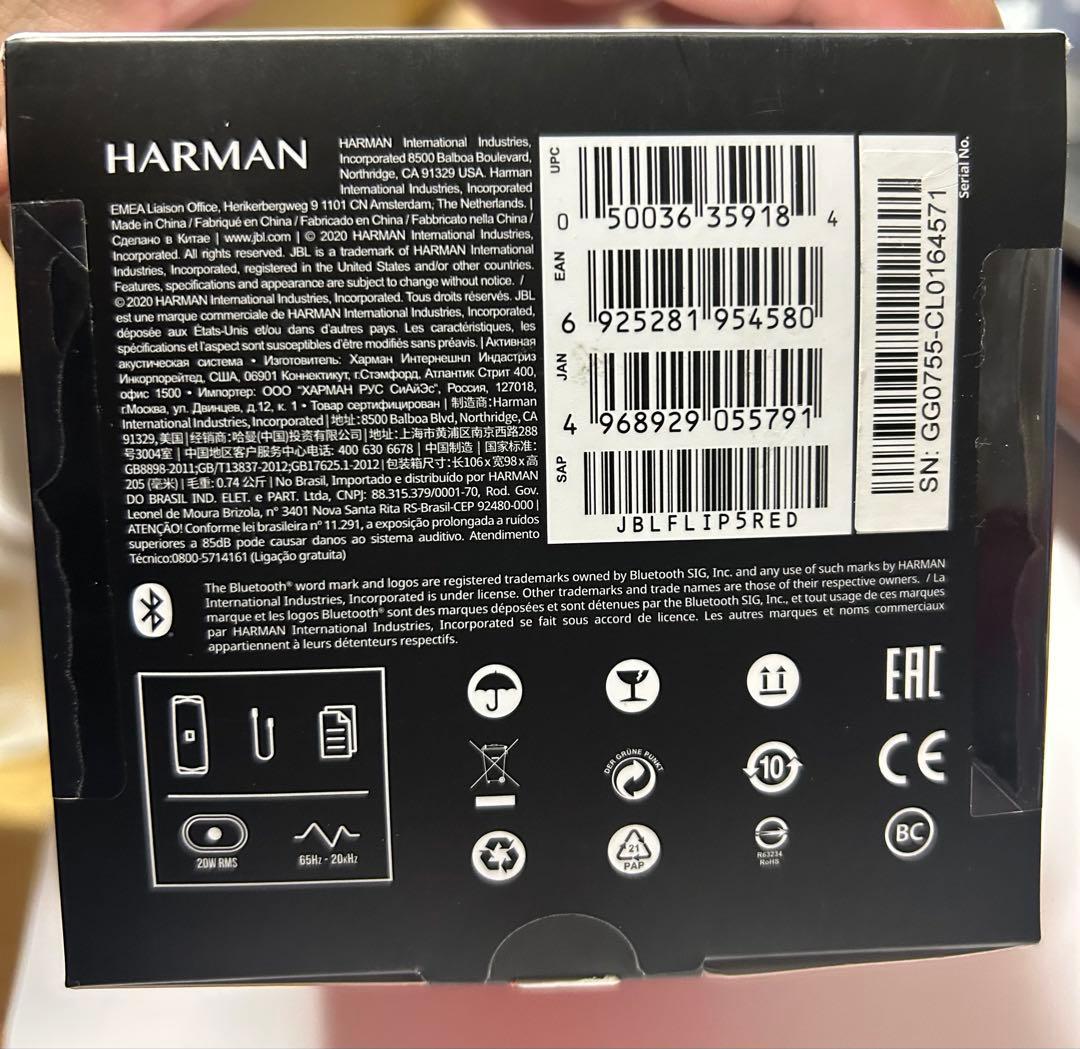 HARMAN
HARMAN International Industries,
Incorporated 8500 Balboa Boulevard,
Northridge, CA 91329 USA. Harman
International Industries, Incorporated
EMEA Liaison Office, Herikerbergweg 9 1101 CN Amsterdam, The Netherlands. |
Made in China / Fabriqué en China / Fabricado en China / Fabbricato nella China /
Сделано в Китае | www.jbl.com | © 2020 HARMAN International Industries,
Incorporated. All rights reserved. JBL is a trademark of HARMAN International
Industries, Incorporated, registered in the United States and/or other countries.
Features, specifications and appearance are subject to change without notice. /
© 2020 HARMAN International Industries, Incorporated. Tous droits réservés. JBL
est une marque commerciale de HARMAN International Industries, Incorporated,
déposée aux États-Unis et/ou dans d'autres pays. Les caractéristiques, les
spécifications et l'aspect sont susceptibles d'être modifiés sans préavis. | Активная
акустическая система • Изготовитель: Харман Интернешнл Индастриз
Инкорпорейтед, США, 06901 Коннектикут, г.Стэмфорд, Атлантик Стрит 400,
офис 1500 • Импортер: ООО "ХАРМАН РУС СиАйЭс", Россия, 127018,
г.Москва, ул. Двинцев, д.12, к. 1 • Товар сертифицирован | 制造商:Harman
International Industries, Incorporated | 地址:8500 Balboa Blvd, Northridge, CA
91329, 美国 | 经销商:哈曼(中国)投资有限公司 | 地址:上海市黄浦区南京西路288
号3004室 | 中国地区客户服务中心电话: 400 630 6678 | 中国制造 | 国家标准:
GB8898-2011;GB/T13837-2012;GB17625.1-2012 | 包装箱尺寸:长106 x 宽98 x 高
205 (毫米) | 毛重: 0.74 公斤 | No Brasil, Importado e distribuído por HARMAN
DO BRASIL IND. ELET. e PART. Ltda, CNPJ: 88.315.379/0001-70, Rod. Gov.
Leonel de Moura Brizola, nº 3401 Nova Santa Rita RS-Brasil-CEP 92480-000 |
ATENÇÃO! Conforme lei brasileira nº 11.291, a exposição prolongada a ruídos
superiores a 85dB pode causar danos ao sistema auditivo. Atendimento
Técnico:0800-5714161 (Ligação gratuita)
UPC
0 50036 35918 4
EAN
6 925281 954580
JAN
4 968929 055791
SAP
JBLFLIP5RED
SN: GG0755-CL0164571
Serial No.
The Bluetooth® word mark and logos are registered trademarks owned by Bluetooth SIG, Inc. and any use of such marks by HARMAN
International Industries, Incorporated is under license. Other trademarks and trade names are those of their respective owners. / La
marque et les logos Bluetooth® sont des marques déposées et sont détenues par the Bluetooth SIG, Inc., et tout usage de ces marques
par HARMAN International Industries, Incorporated se fait sous accord de licence. Les autres marques et noms commerciaux
appartiennent à leurs détenteurs respectifs.
20W RMS
65Hz - 20kHz
EAC
DER GRÜNE PUNKT
10
CE
21
PAP
R63234
RoHS
BC